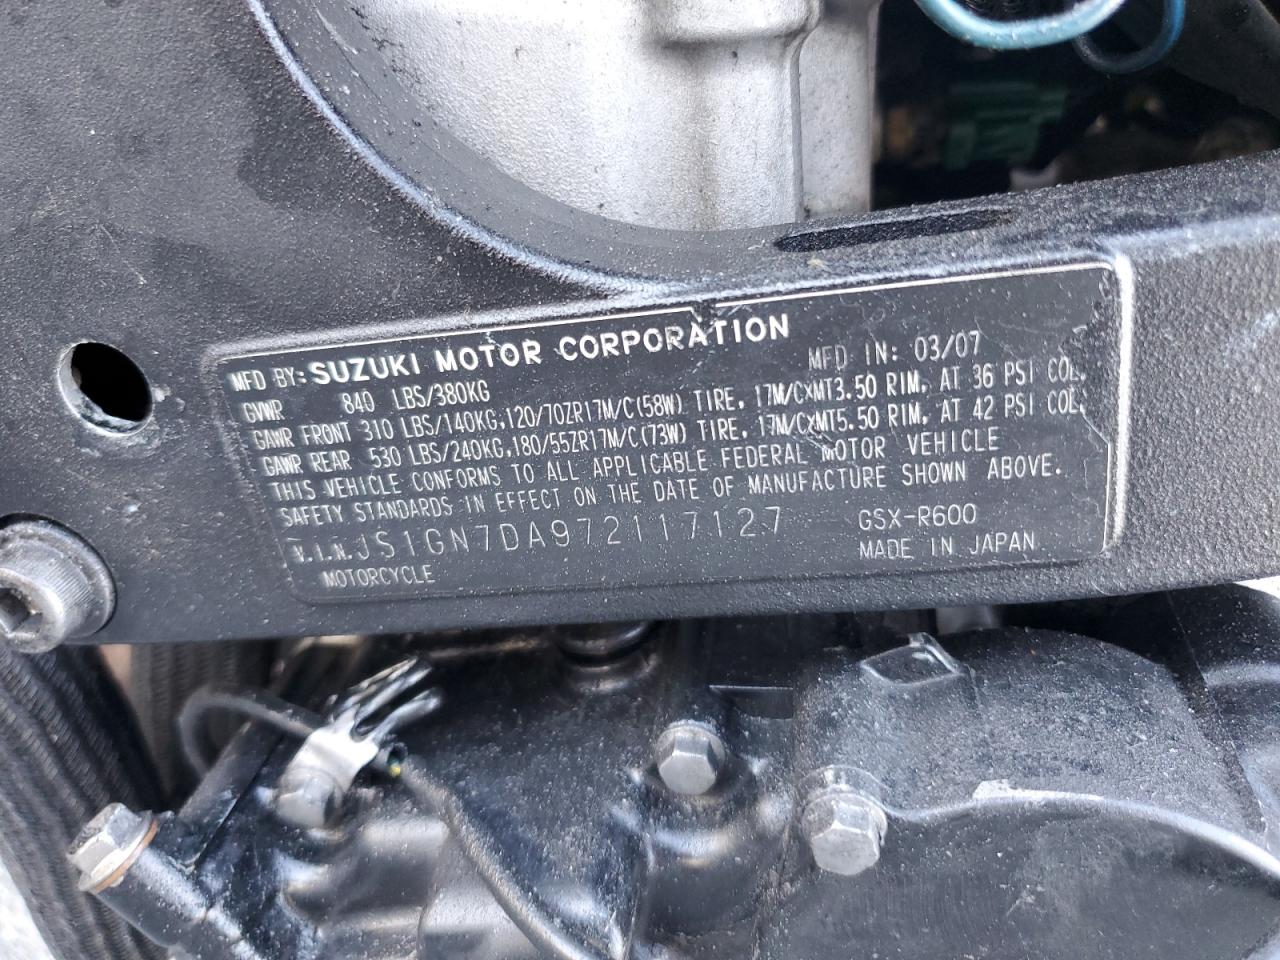 MFD BY: SUZUKI MOTOR CORPORATION MFD IN: 03/07
GVWR 840 LBS/380KG
GAWR FRONT 310 LBS/140KG,120/70ZR17M/C(58W) TIRE, 17M/CXMT3.50 RIM, AT 36 PSI COL.
GAWR REAR 530 LBS/240KG,180/55ZR17M/C(73W) TIRE, 17M/CXMT5.50 RIM, AT 42 PSI COL.
THIS VEHICLE CONFORMS TO ALL APPLICABLE FEDERAL MOTOR VEHICLE
SAFETY STANDARDS IN EFFECT ON THE DATE OF MANUFACTURE SHOWN ABOVE.
V.I.N. JS1GN7DA972117127 GSX-R600
MOTORCYCLE MADE IN JAPAN